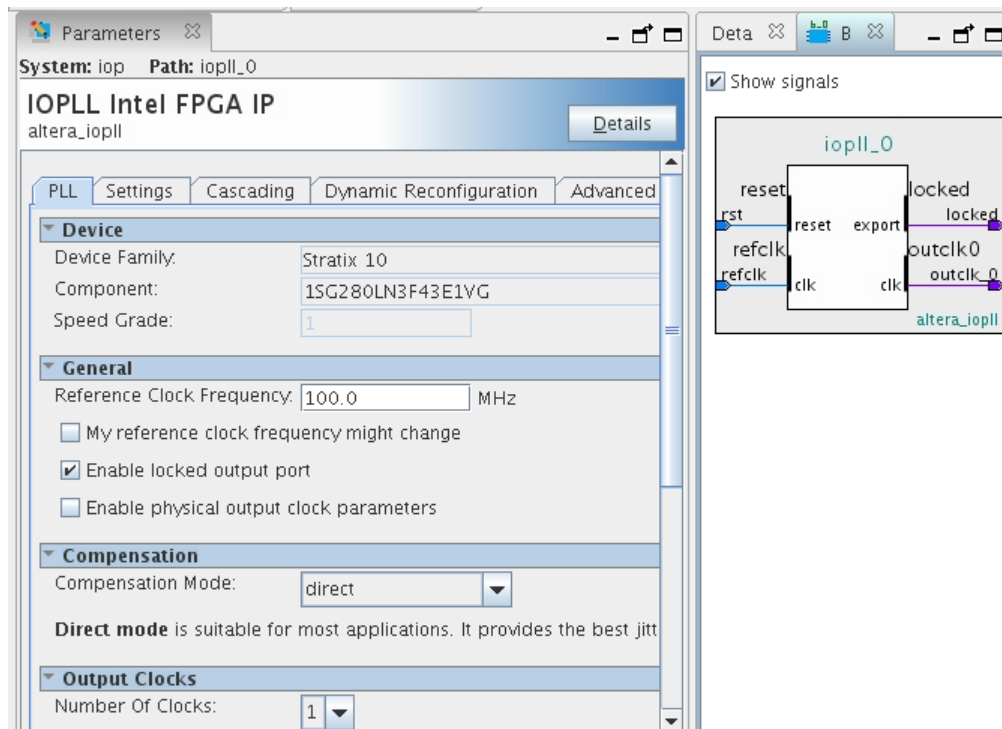 Parameters
System: iop Path: iopll_0
IOPLL Intel FPGA IP
altera_iopll
Details
PLL Settings Cascading Dynamic Reconfiguration Advanced
Device
Device Family: Stratix 10
Component: 1SG280LN3F43E1VG
Speed Grade: 1
General
Reference Clock Frequency: 100.0 MHz
My reference clock frequency might change
Enable locked output port
Enable physical output clock parameters
Compensation
Compensation Mode: direct
Direct mode is suitable for most applications. It provides the best jitt
Output Clocks
Number Of Clocks: 1
Deta B
Show signals
iopll_0
reset locked
rst locked
reset export
refclk outclk0
refclk outclk_0
clk clk
altera_iopll